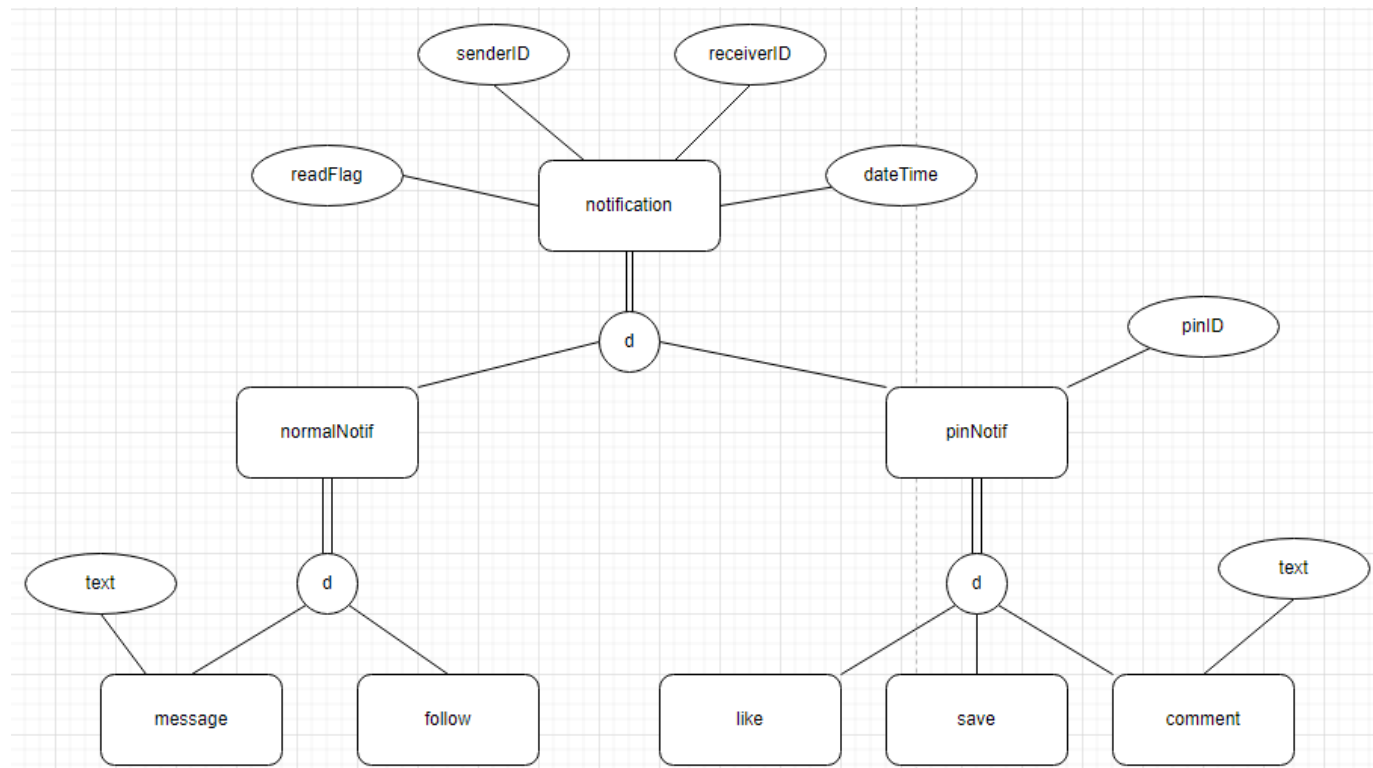 senderID
receiverID
readFlag
dateTime
notification
d
pinID
normalNotif
pinNotif
text
d
d
text
message
follow
like
save
comment